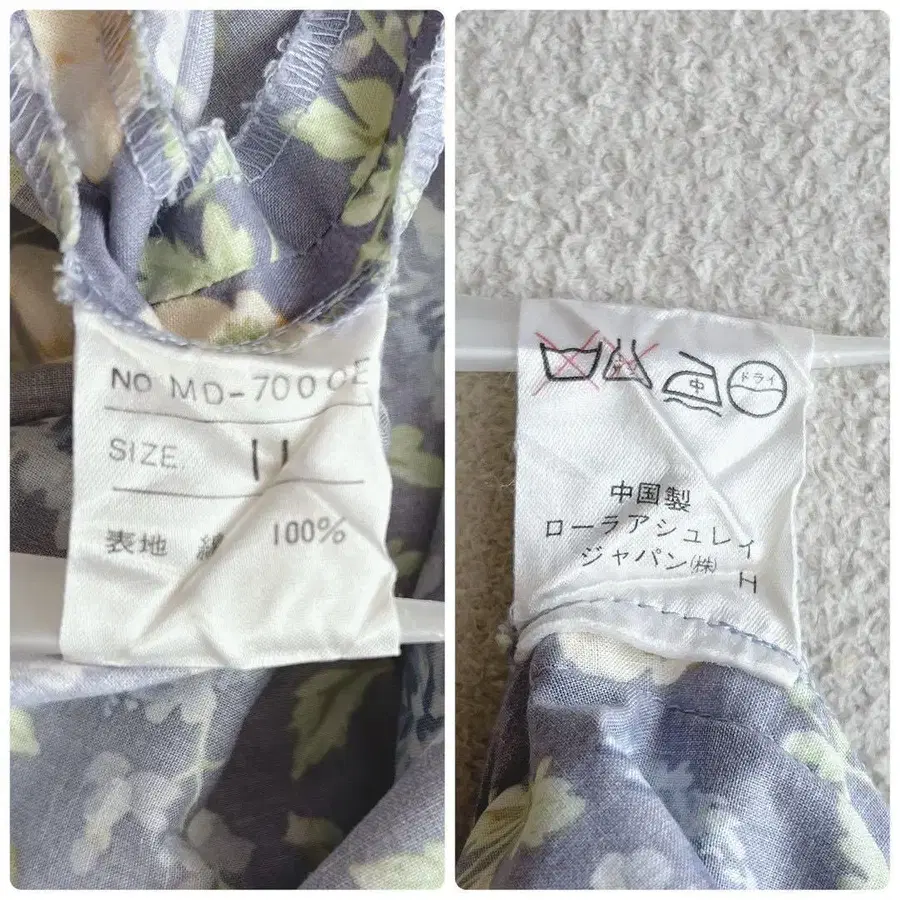 NO MD-7000E
SIZE 11
表地 綿 100%
ドライ
中
中国製
ローラアシュレイ
ジャパン㈱ H